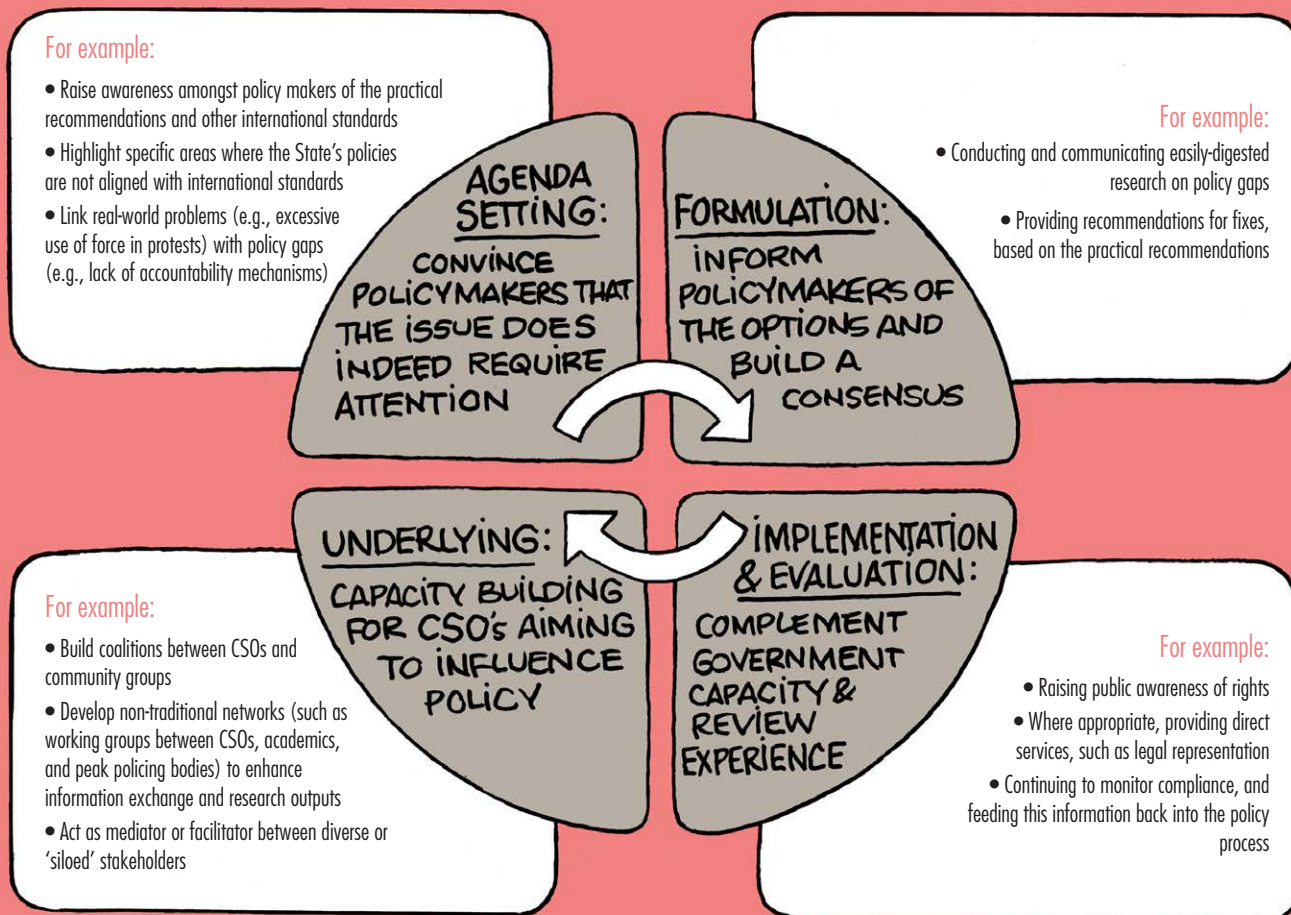 For example:
• Raise awareness amongst policy makers of the practical
recommendations and other international standards
• Highlight specific areas where the State's policies
are not aligned with international standards
• Link real-world problems (e.g., excessive
use of force in protests) with policy gaps
(e.g., lack of accountability mechanisms)
AGENDA
SETTING:
CONVINCE
POLICYMAKERS THAT
THE ISSUE DOES
INDEED REQUIRE
ATTENTION
FORMULATION:
INFORM
POLICYMAKERS OF
THE OPTIONS AND
BUILD A
CONSENSUS
For example:
• Conducting and communicating easily-digested
research on policy gaps
• Providing recommendations for fixes,
based on the practical recommendations
UNDERLYING:
CAPACITY BUILDING
FOR CSO's AIMING
TO INFLUENCE
POLICY
For example:
• Build coalitions between CSOs and
community groups
• Develop non-traditional networks (such as
working groups between CSOs, academics,
and peak policing bodies) to enhance
information exchange and research outputs
• Act as mediator or facilitator between diverse or
‘siloed’ stakeholders
IMPLEMENTATION
& EVALUATION:
COMPLEMENT
GOVERNMENT
CAPACITY &
REVIEW
EXPERIENCE
For example:
• Raising public awareness of rights
• Where appropriate, providing direct
services, such as legal representation
• Continuing to monitor compliance, and
feeding this information back into the policy
process